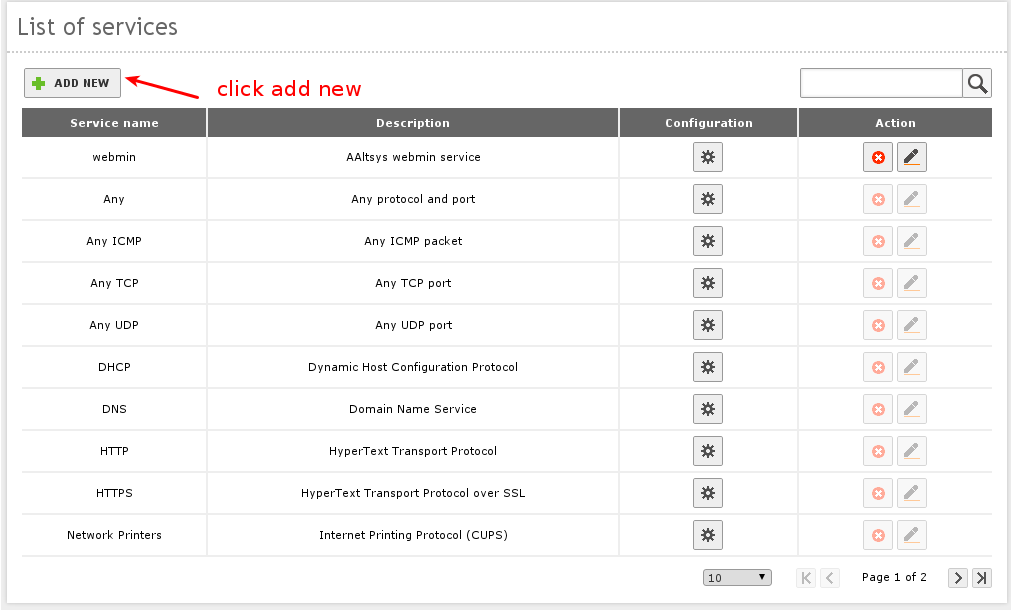 List of services
ADD NEW
click add new
Service name Description Configuration Action
webmin AAltsys webmin service
Any Any protocol and port
Any ICMP Any ICMP packet
Any TCP Any TCP port
Any UDP Any UDP port
DHCP Dynamic Host Configuration Protocol
DNS Domain Name Service
HTTP HyperText Transport Protocol
HTTPS HyperText Transport Protocol over SSL
Network Printers Internet Printing Protocol (CUPS)
10 Page 1 of 2